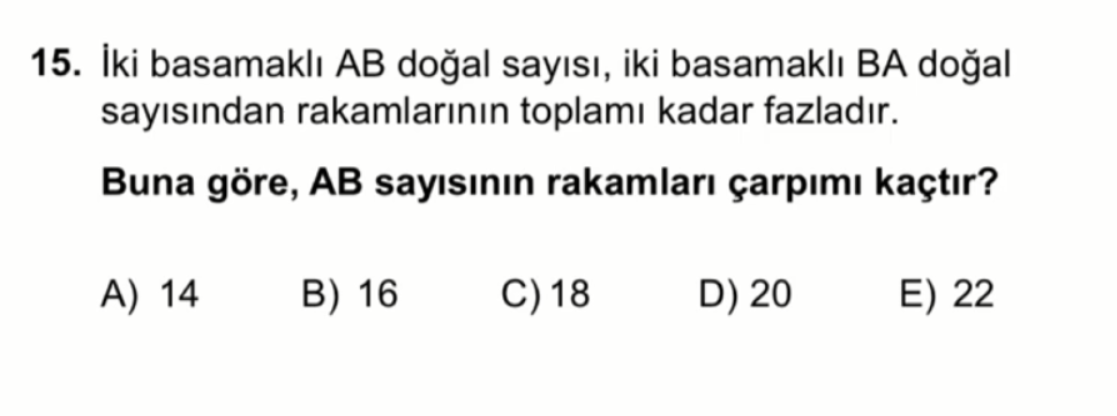 15. İki basamaklı AB doğal sayısı, iki basamaklı BA doğal
sayısından rakamlarının toplamı kadar fazladır.
Buna göre, AB sayısının rakamları çarpımı kaçtır?
A) 14 B) 16 C) 18 D) 20 E) 22